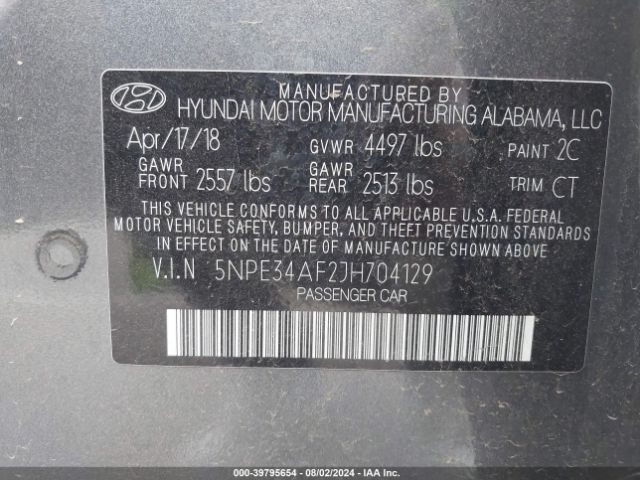 MANUFACTURED BY
HYUNDAI MOTOR MANUFACTURING ALABAMA, LLC
Apr/17/18 GVWR 4497 lbs PAINT 2C
GAWR FRONT 2557 lbs GAWR REAR 2513 lbs TRIM CT
THIS VEHICLE CONFORMS TO ALL APPLICABLE U.S.A. FEDERAL
MOTOR VEHICLE SAFETY, BUMPER, AND THEFT PREVENTION STANDARDS
IN EFFECT ON THE DATE OF MANUFACTURE SHOWN ABOVE
V.I.N 5NPE34AF2JH704129
PASSENGER CAR
000-39795654 - 08/02/2024 - IAA